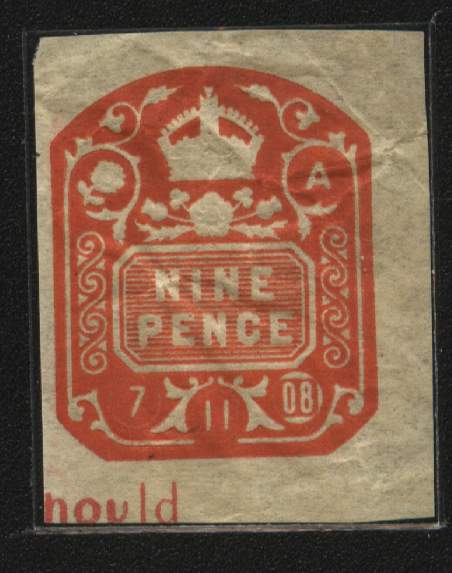 A
NINE
PENCE
7 11 08
hould